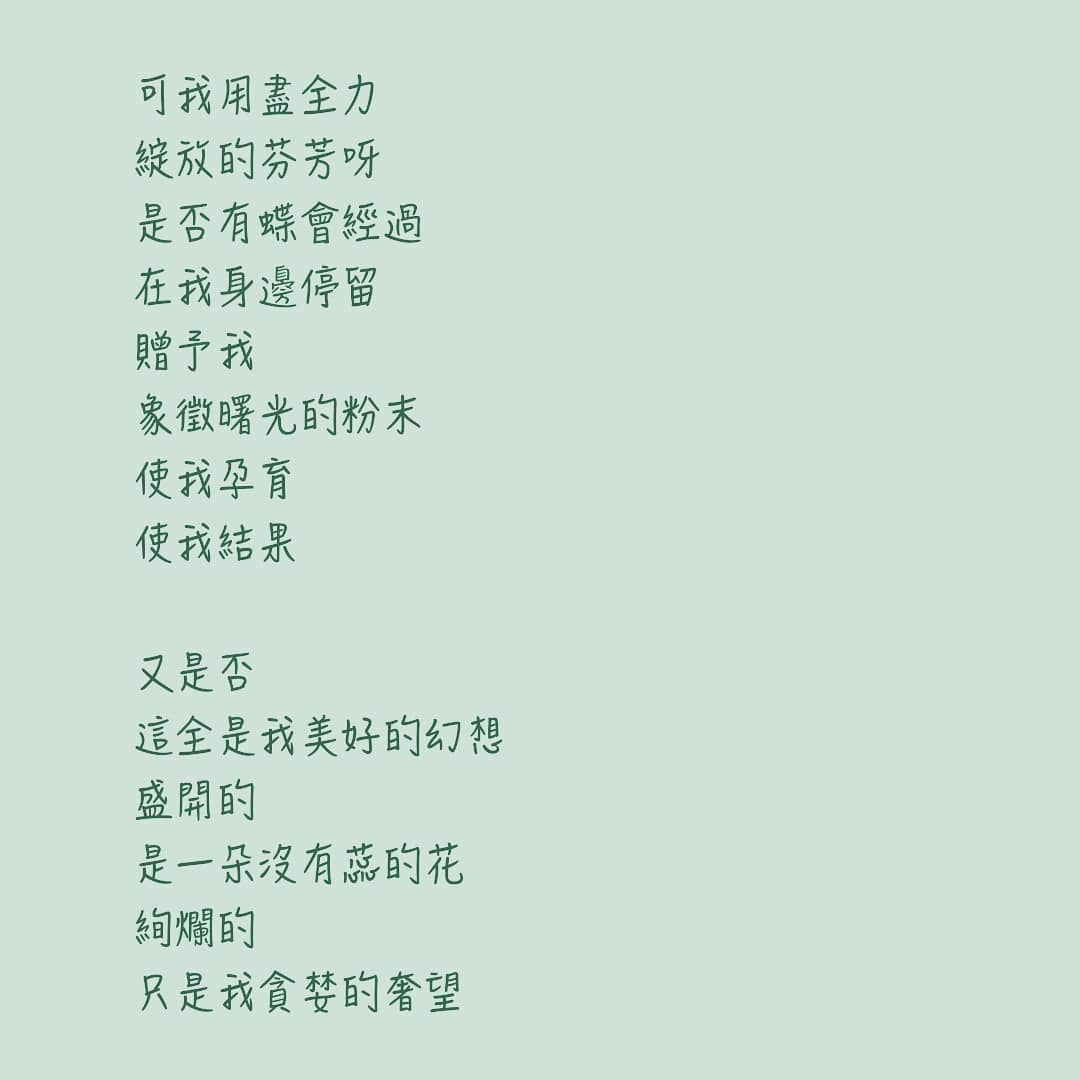 可我用盡全力
綻放的芬芳呀
是否有蝶會經過
在我身邊停留
贈予我
象徵曙光的粉末
使我孕育
使我結果
又是否
這全是我美好的幻想
盛開的
是一朵沒有蕊的花
絢爛的
只是我貪婪的奢望